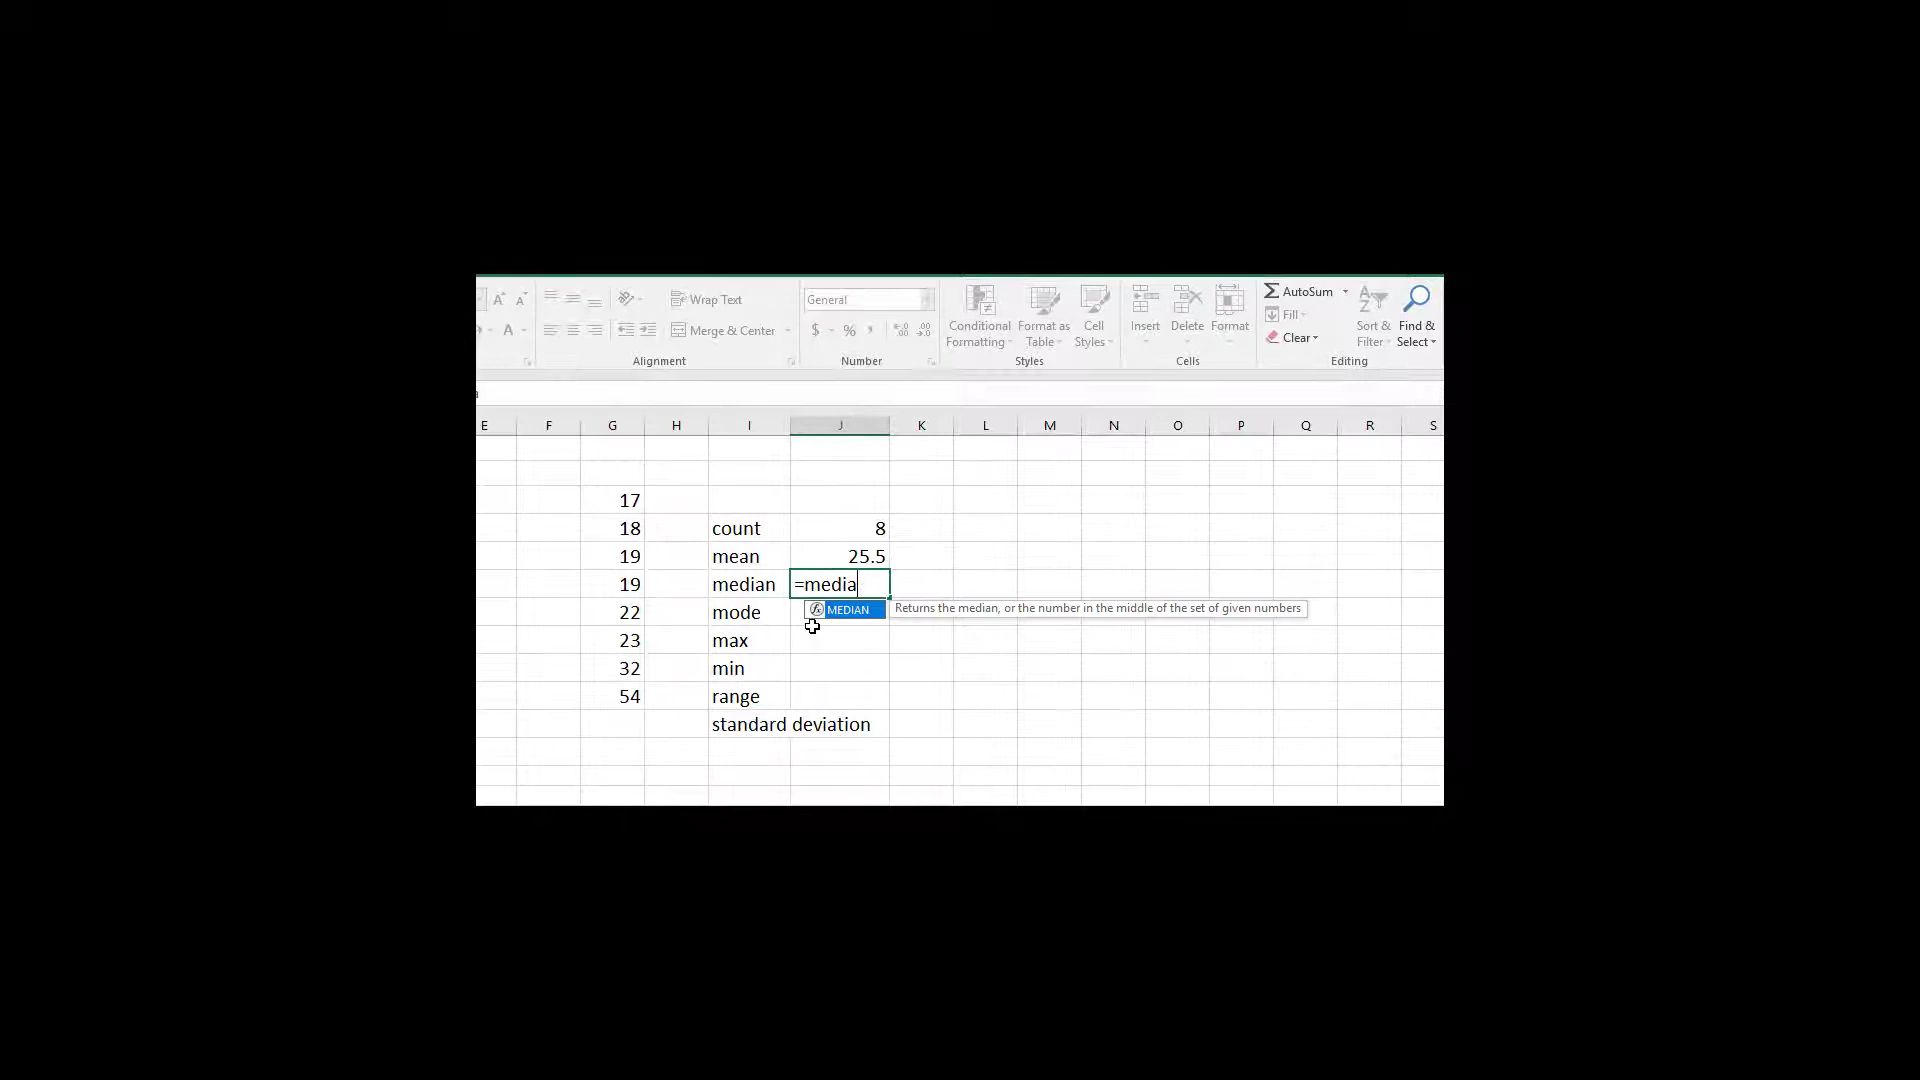 A A Wrap Text General AutoSum
Fill
A Merge & Center $ % , .0 .00 Conditional Format as Cell Insert Delete Format Clear Sort & Find &
Formatting Table Styles Filter Select
Alignment Number Styles Cells Editing
E F G H I J K L M N O P Q R S
17
18 count 8
19 mean 25.5
19 median =media
fx MEDIAN Returns the median, or the number in the middle of the set of given numbers
22 mode
23 max
32 min
54 range
standard deviation